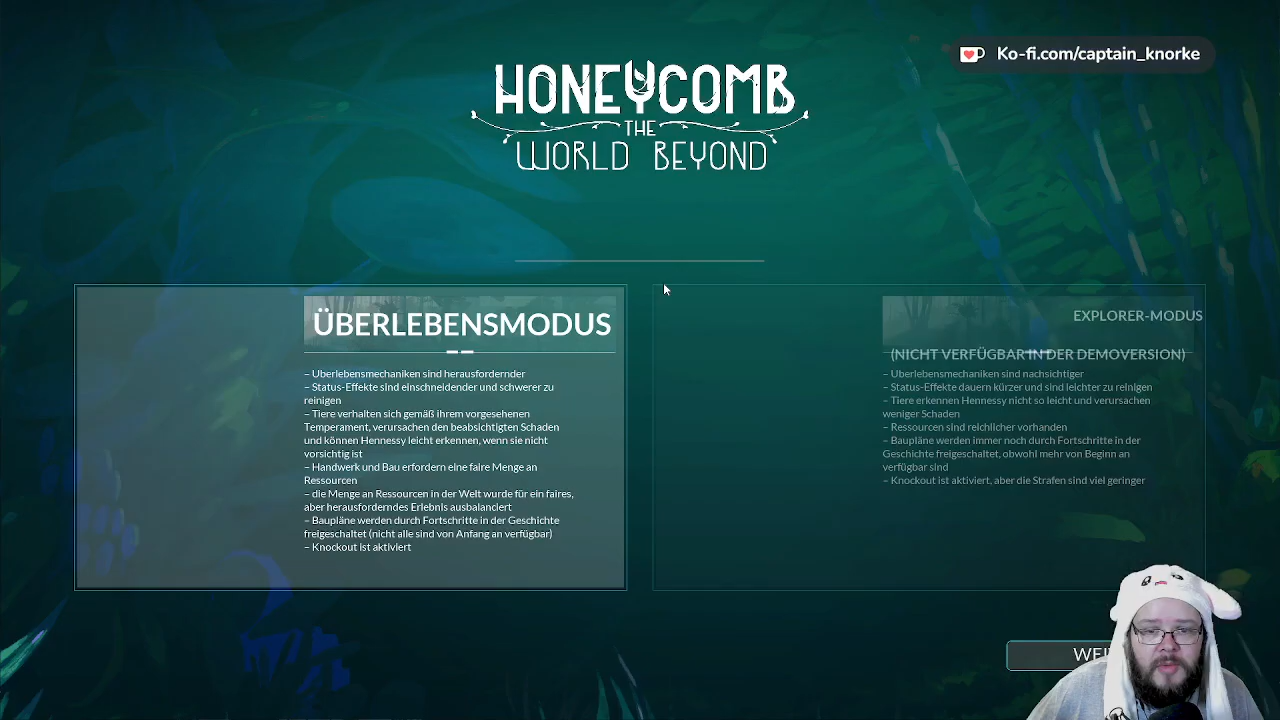 Ko-fi.com/captain_knorke
HONEYCOMB
THE
WORLD BEYOND
ÜBERLEBENSMODUS
– Überlebensmechaniken sind herausfordernder
– Status-Effekte sind einschneidender und schwerer zu
reinigen
– Tiere verhalten sich gemäß ihrem vorgesehenen
Temperament, verursachen den beabsichtigten Schaden
und können Hennessy leicht erkennen, wenn sie nicht
vorsichtig ist
– Handwerk und Bau erfordern eine faire Menge an
Ressourcen
– die Menge an Ressourcen in der Welt wurde für ein faires,
aber herausforderndes Erlebnis ausbalanciert
– Baupläne werden durch Fortschritte in der Geschichte
freigeschaltet (nicht alle sind von Anfang an verfügbar)
– Knockout ist aktiviert
EXPLORER-MODUS
(NICHT VERFÜGBAR IN DER DEMOVERSION)
– Überlebensmechaniken sind nachsichtiger
– Status-Effekte dauern kürzer und sind leichter zu reinigen
– Tiere erkennen Hennessy nicht so leicht und verursachen
weniger Schaden
– Ressourcen sind reichlicher vorhanden
– Baupläne werden immer noch durch Fortschritte in der
Geschichte freigeschaltet, obwohl mehr von Beginn an
verfügbar sind
– Knockout ist aktiviert, aber die Strafen sind viel geringer